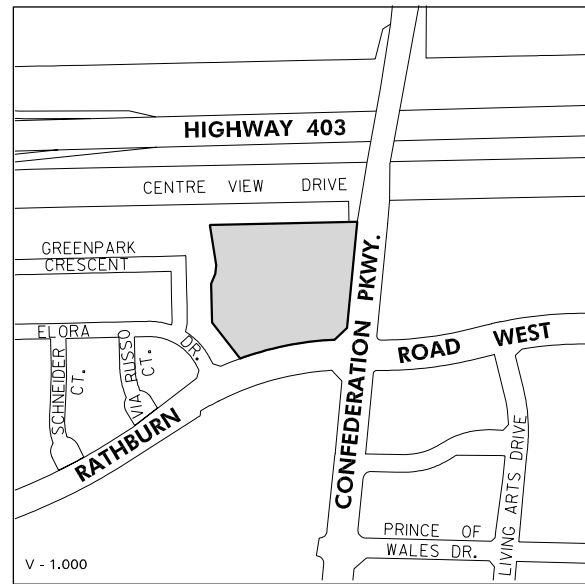 HIGHWAY 403
CENTRE VIEW DRIVE
GREENPARK
CRESCENT
CONFEDERATION PKWY.
ELORA
DR.
SCHNEIDER
CT.
VIA RUSSO
CT.
RATHBURN
ROAD WEST
LIVING ARTS DRIVE
PRINCE OF
WALES DR.
V - 1.000